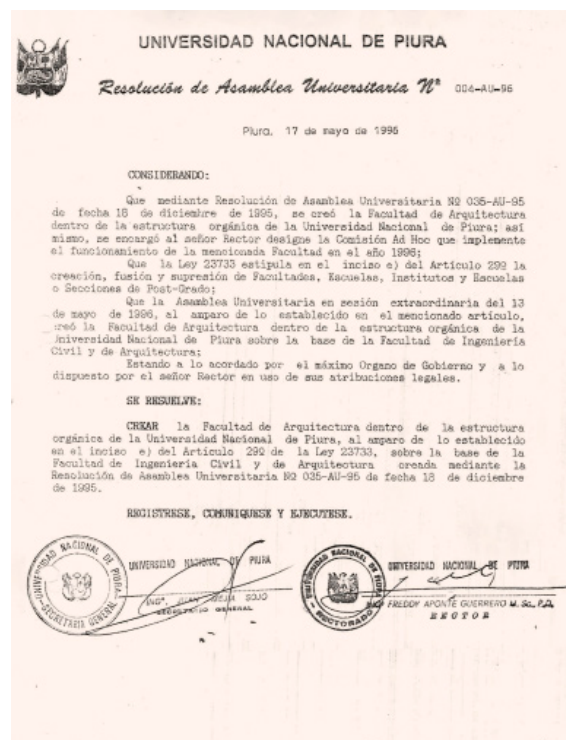 UNIVERSIDAD NACIONAL DE PIURA
Resolución de Asamblea Universitaria Nº 004-AU-96
Piura, 17 de mayo de 1996
CONSIDERANDO:
Que mediante Resolución de Asamblea Universitaria Nº 035-AU-95
de fecha 18 de diciembre de 1995, se creó la Facultad de Arquitectura
dentro de la estructura orgánica de la Universidad Nacional de Piura; así
mismo, se encargó al señor Rector designe la Comisión Ad Hoc que implemente
el funcionamiento de la mencionada Facultad en el año 1996;
Que la Ley 23733 estipula en el inciso e) del Artículo 29º la
creación, fusión y supresión de Facultades, Escuelas, Institutos y Escuelas
o Secciones de Post-Grado;
Que la Asamblea Universitaria en sesión extraordinaria del 13
de mayo de 1996, al amparo de lo establecido en el mencionado artículo,
creó la Facultad de Arquitectura dentro de la estructura orgánica de la
Universidad Nacional de Piura sobre la base de la Facultad de Ingeniería
Civil y de Arquitectura;
Estando a lo acordado por el máximo Organo de Gobierno y a lo
dispuesto por el señor Rector en uso de sus atribuciones legales.
SE RESUELVE:
CREAR la Facultad de Arquitectura dentro de la estructura
orgánica de la Universidad Nacional de Piura, al amparo de lo establecido
en el inciso e) del Artículo 29º de la Ley 23733, sobre la base de la
Facultad de Ingeniería Civil y de Arquitectura creada mediante la
Resolución de Asamblea Universitaria Nº 035-AU-95 de fecha 18 de diciembre
de 1995.
REGISTRESE, COMUNIQUESE Y EJECUTESE.
UNIVERSIDAD NACIONAL DE PIURA
SECRETARIA GENERAL
UNIVERSIDAD NACIONAL DE PIURA
ING°. JUAN MEJIA SOJO
SECRETARIO GENERAL
UNIVERSIDAD NACIONAL DE PIURA
RECTORADO
UNIVERSIDAD NACIONAL DE PIURA
FREDDY APONTE GUERRERO M. Sc., P.D.
RECTOR